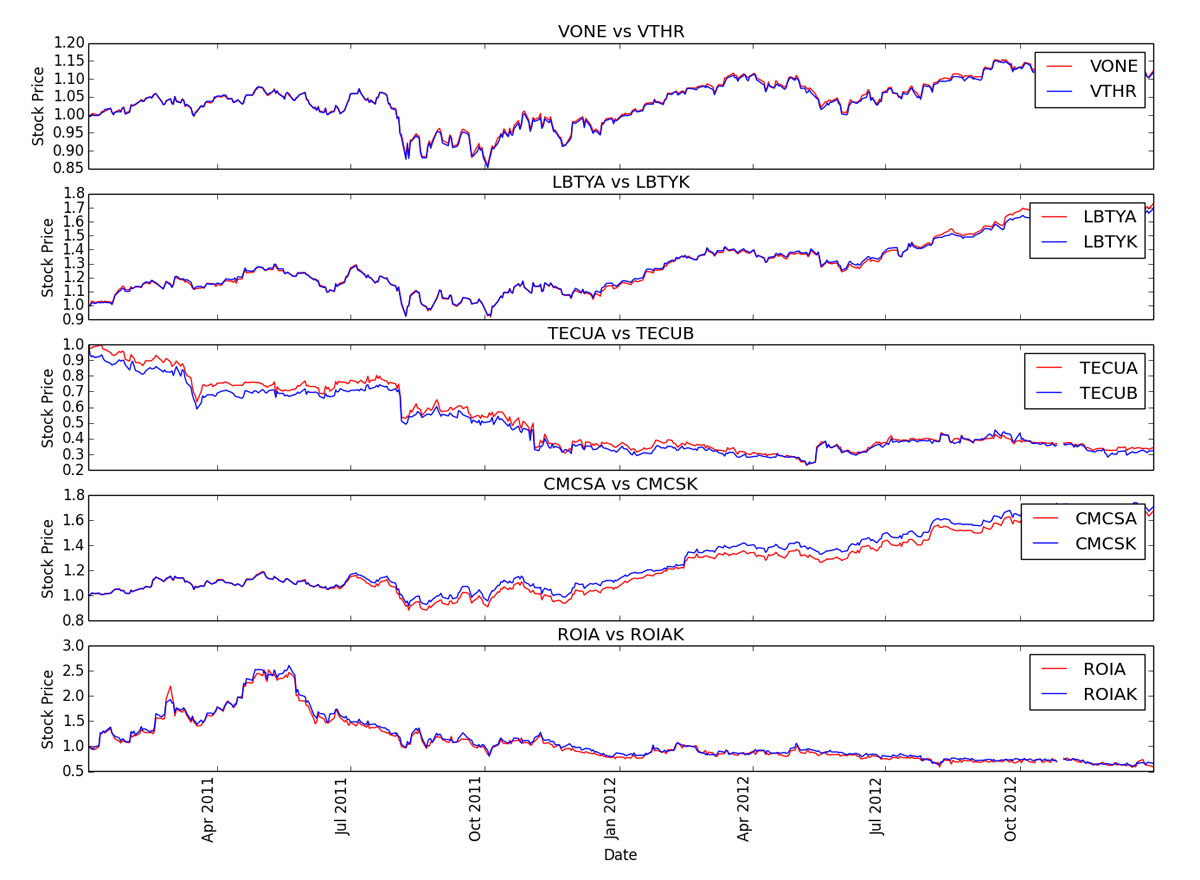 VONE vs VTHR
1.20
1.15
1.10
1.05
1.00
0.95
0.90
0.85
Stock Price
VONE
VTHR
LBTYA vs LBTYK
1.8
1.7
1.6
1.5
1.4
1.3
1.2
1.1
1.0
0.9
Stock Price
LBTYA
LBTYK
TECUA vs TECUB
1.0
0.9
0.8
0.7
0.6
0.5
0.4
0.3
0.2
Stock Price
TECUA
TECUB
CMCSA vs CMCSK
1.8
1.6
1.4
1.2
1.0
0.8
Stock Price
CMCSA
CMCSK
ROIA vs ROIAK
3.0
2.5
2.0
1.5
1.0
0.5
Stock Price
ROIA
ROIAK
Apr 2011
Jul 2011
Oct 2011
Jan 2012
Apr 2012
Jul 2012
Oct 2012
Date